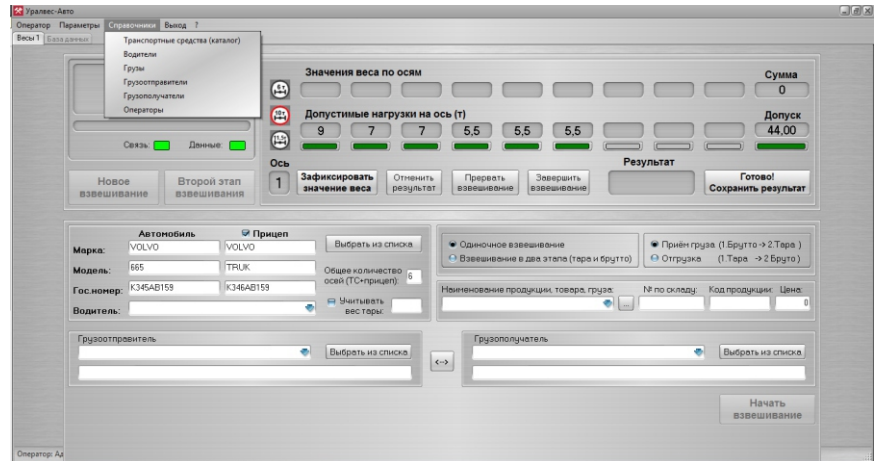 Уралвес-Авто
Оператор Параметры Справочники Выход ?
Весы 1 База данных
Транспортные средства (каталог)
Водители
Грузы
Грузоотправители
Грузополучатели
Операторы
Связь: Данные:
Новое взвешивание
Второй этап взвешивания
Значения веса по осям
Сумма
0
Допустимые нагрузки на ось (т)
Допуск
9 7 7 5,5 5,5 5,5 44,00
Ось
1
Зафиксировать значение веса
Отменить результат
Прервать взвешивание
Завершить взвешивание
Результат
Готово!
Сохранить результат
Автомобиль Прицеп
Марка: VOLVO VOLVO
Выбрать из списка
Модель: 665 TRUK
Общее количество осей (ТС+прицеп): 6
Гос.номер: K345AB159 K346AB159
Учитывать вес тары:
Водитель:
Одиночное взвешивание
Взвешивание в два этапа (тара и брутто)
Приём груза (1.Брутто -> 2.Тара )
Отгрузка (1.Тара -> 2 Бруто )
Наименование продукции, товара, груза: № по складу: Код продукции: Цена:
... 0
Грузоотправитель
Выбрать из списка
<-->
Грузополучатель
Выбрать из списка
Начать взвешивание
Оператор: Ад